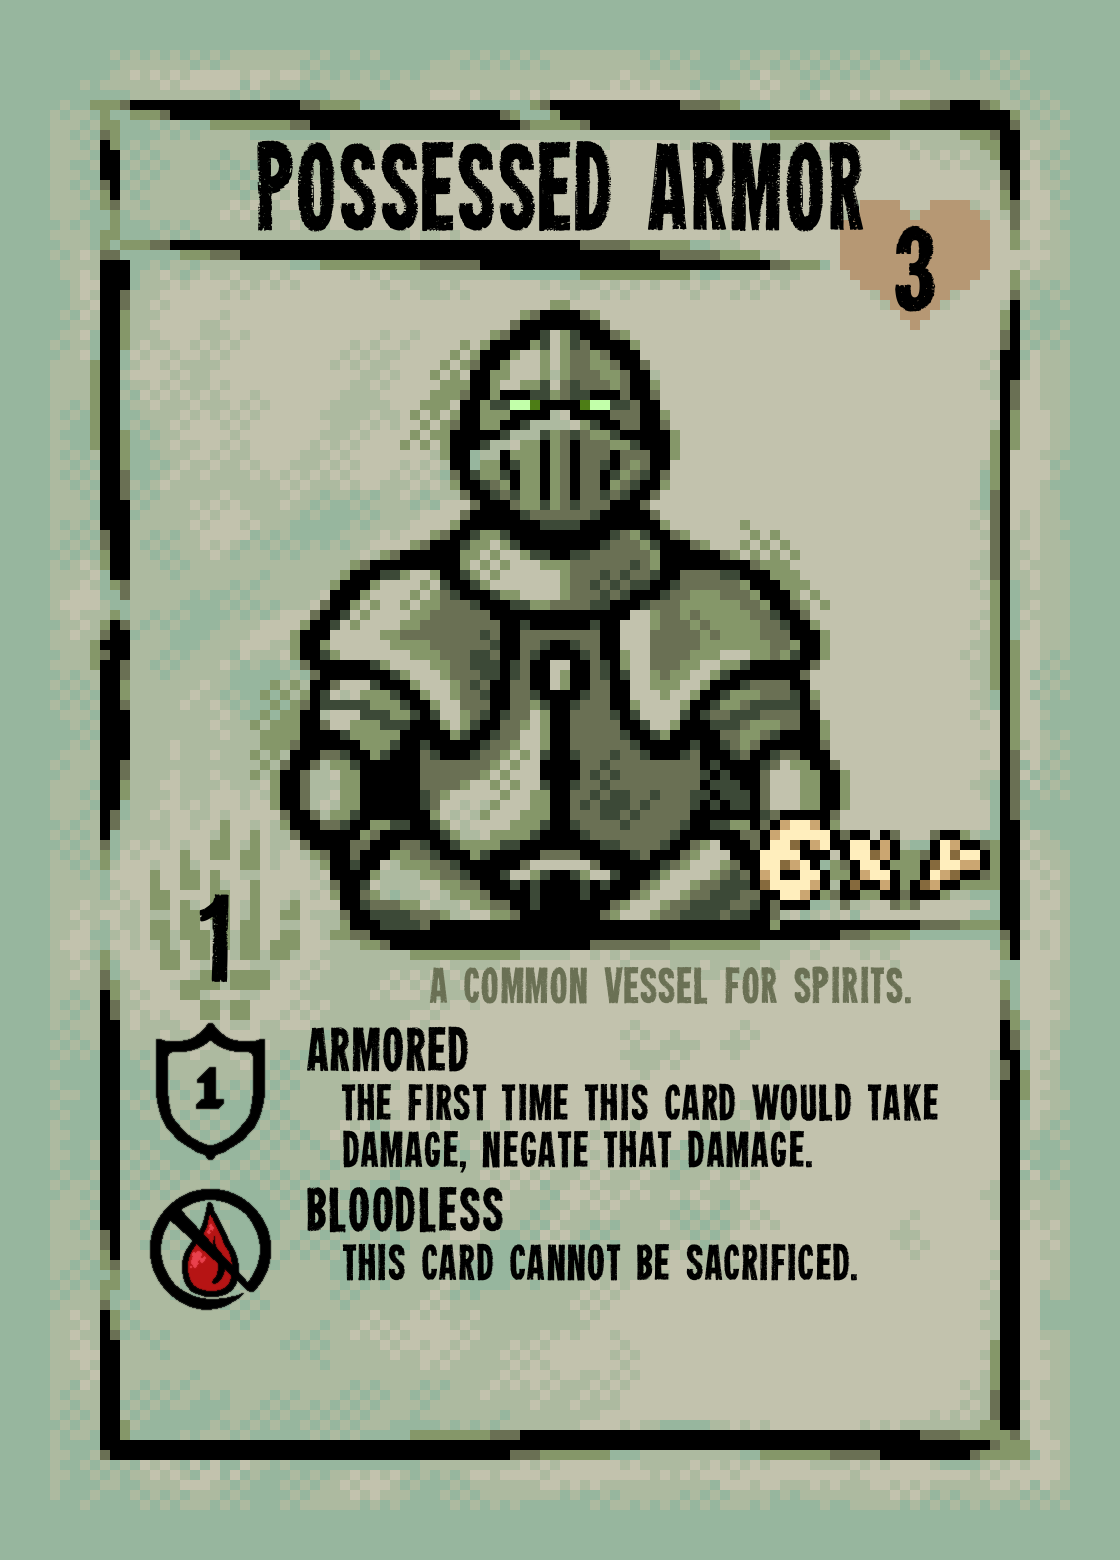 POSSESSED ARMOR
3
6X
1
A COMMON VESSEL FOR SPIRITS.
1
ARMORED
THE FIRST TIME THIS CARD WOULD TAKE
DAMAGE, NEGATE THAT DAMAGE.
BLOODLESS
THIS CARD CANNOT BE SACRIFICED.